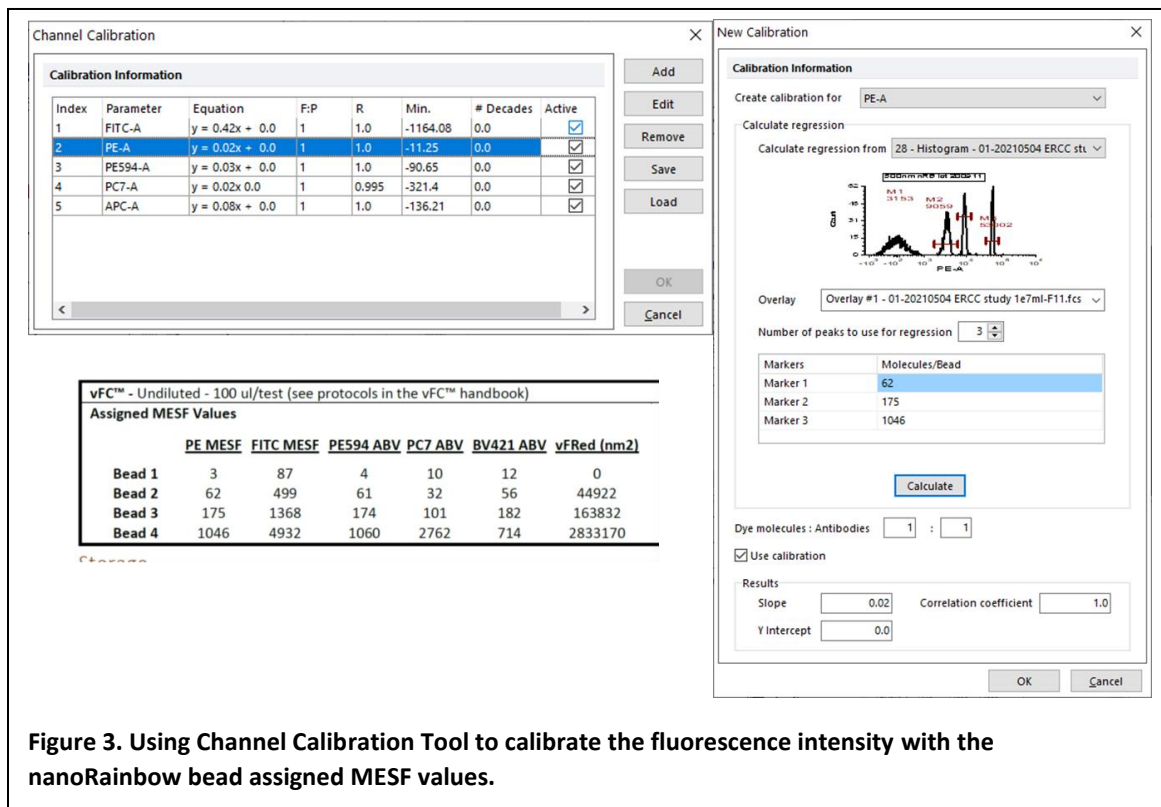 Channel Calibration
Calibration Information
Index Parameter Equation F:P R Min. # Decades Active
1 FITC-A y = 0.42x + 0.0 1 1.0 -1164.08 0.0
2 PE-A y = 0.02x + 0.0 1 1.0 -11.25 0.0
3 PE594-A y = 0.03x + 0.0 1 1.0 -90.65 0.0
4 PC7-A y = 0.02x 0.0 1 0.995 -321.4 0.0
5 APC-A y = 0.08x + 0.0 1 1.0 -136.21 0.0
Add
Edit
Remove
Save
Load
OK
Cancel
vFC™ - Undiluted - 100 ul/test (see protocols in the vFC™ handbook)
Assigned MESF Values
PE MESF FITC MESF PE594 ABV PC7 ABV BV421 ABV vFRed (nm2)
Bead 1 3 87 4 10 12 0
Bead 2 62 499 61 32 56 44922
Bead 3 175 1368 174 101 182 163832
Bead 4 1046 4932 1060 2762 714 2833170
New Calibration
Calibration Information
Create calibration for PE-A
Calculate regression
Calculate regression from 28 - Histogram - 01-20210504 ERCC stu
M1
3153
M2
9059
Count
PE-A
Overlay Overlay #1 - 01-20210504 ERCC study 1e7ml-F11.fcs
Number of peaks to use for regression 3
Markers Molecules/Bead
Marker 1 62
Marker 2 175
Marker 3 1046
Calculate
Dye molecules : Antibodies 1 : 1
Use calibration
Results
Slope 0.02 Correlation coefficient 1.0
Y Intercept 0.0
OK Cancel
Figure 3. Using Channel Calibration Tool to calibrate the fluorescence intensity with the
nanoRainbow bead assigned MESF values.